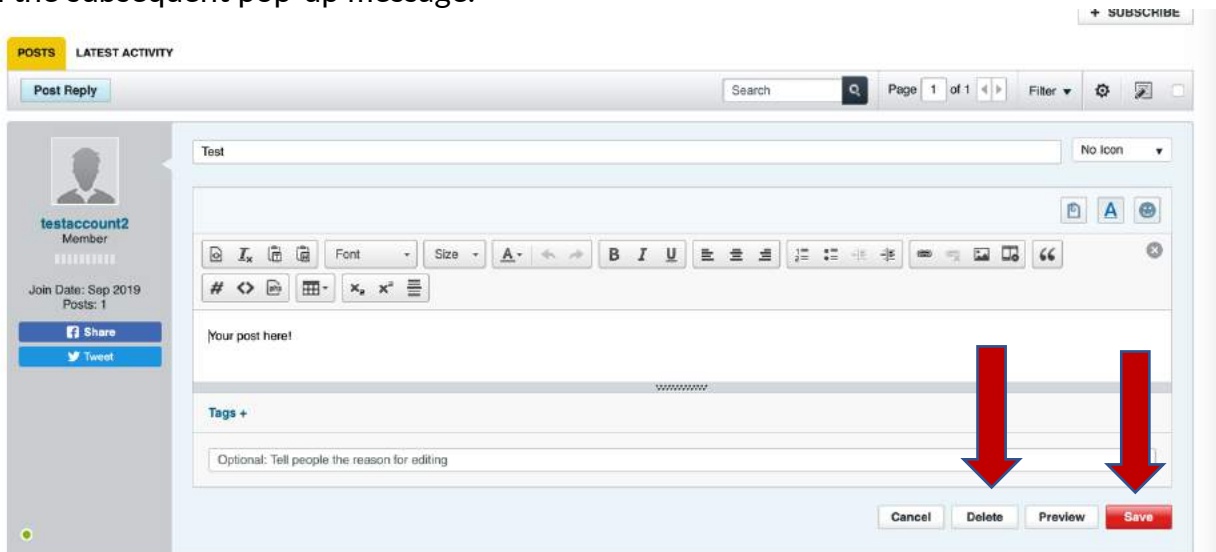 the subsequent pop-up message.
+ SUBSCRIBE
POSTS LATEST ACTIVITY
Post Reply Search Page 1 of 1 Filter
Test No Icon
testaccount2
Member
Join Date: Sep 2019
Posts: 1
Share
Tweet
A
Font Size A B I U
Your post here!
Tags +
Optional: Tell people the reason for editing
Cancel Delete Preview Save